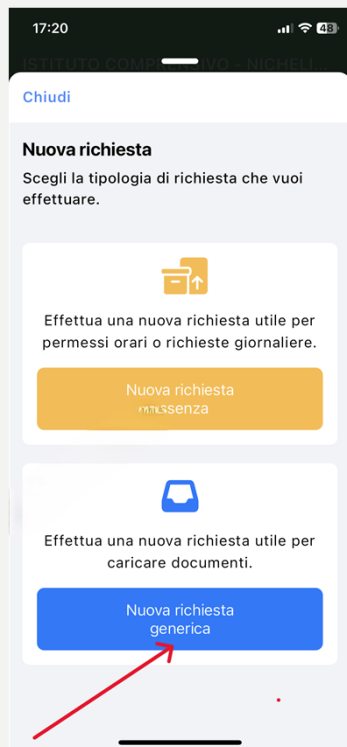 17:20
48
ISTITUTO COMPRENSIVO - NICHELI...
Chiudi
Nuova richiesta
Scegli la tipologia di richiesta che vuoi
effettuare.
Effettua una nuova richiesta utile per
permessi orari o richieste giornaliere.
Nuova richiesta
Effettua una nuova richiesta utile per
caricare documenti.
Nuova richiesta
generica